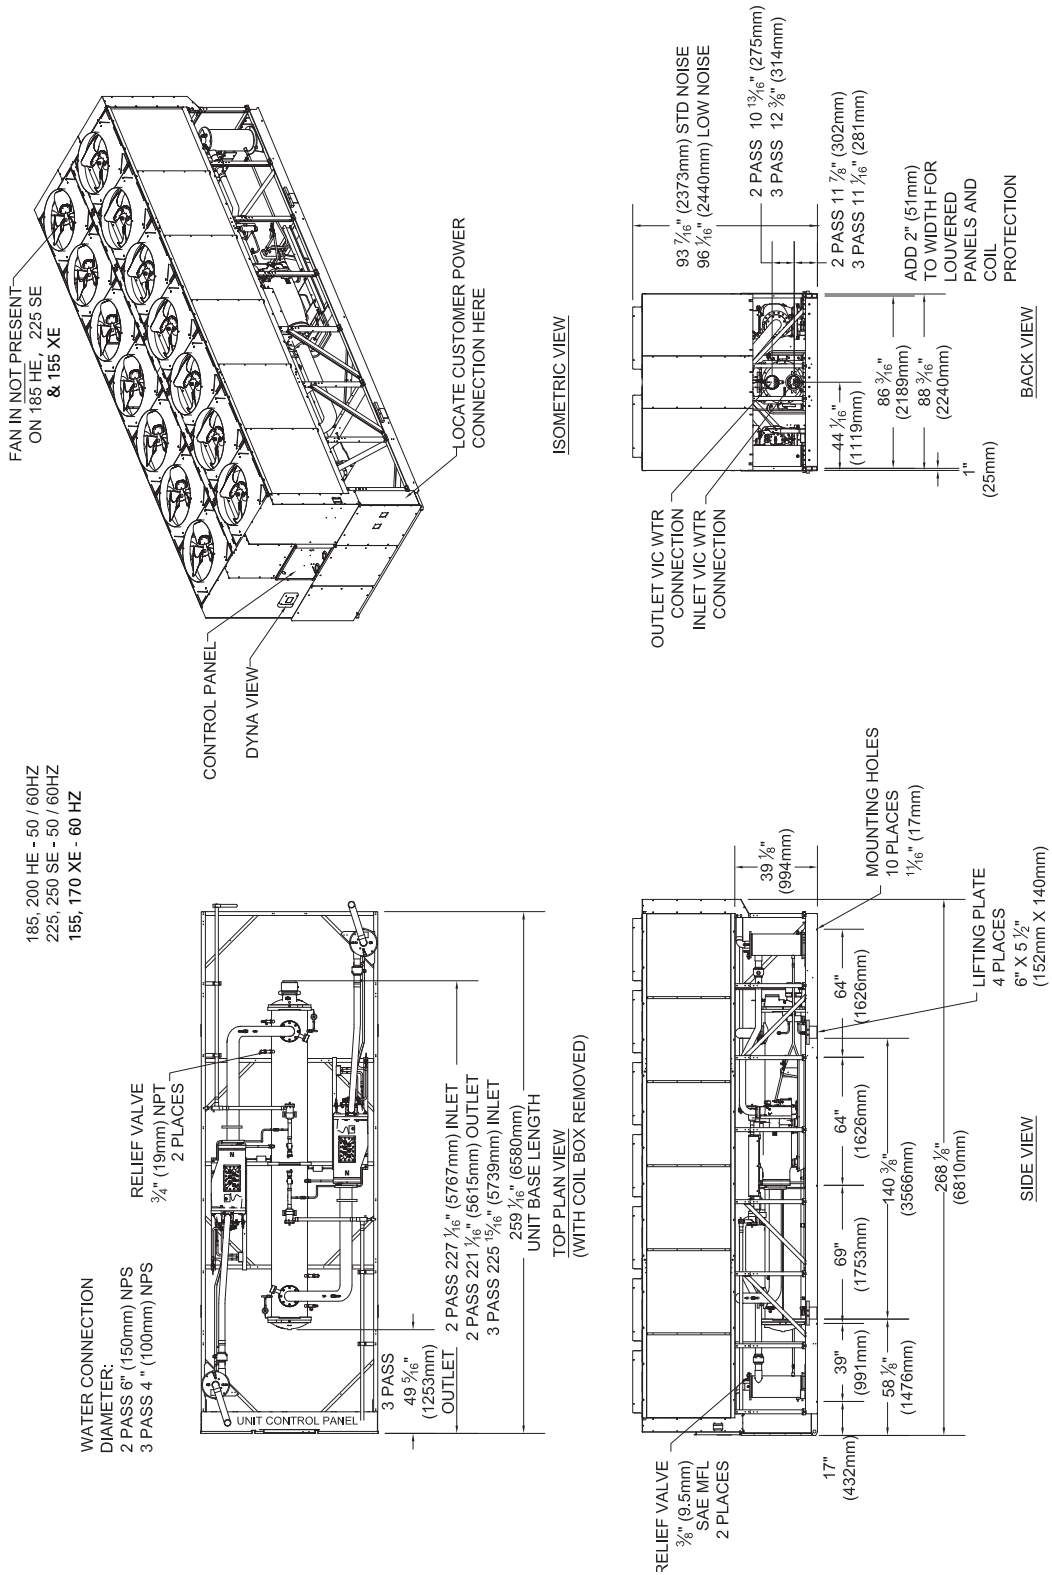 185, 200 HE - 50 / 60HZ
225, 250 SE - 50 / 60HZ
155, 170 XE - 60 HZ
WATER CONNECTION
DIAMETER:
2 PASS 6" (150mm) NPS
3 PASS 4 " (100mm) NPS
RELIEF VALVE
3⁄4" (19mm) NPT
2 PLACES
UNIT CONTROL PANEL
3 PASS
49 5⁄16"
(1253mm)
OUTLET
2 PASS 227 1⁄16" (5767mm) INLET
2 PASS 221 1⁄16" (5615mm) OUTLET
3 PASS 225 15⁄16" (5739mm) INLET
259 1⁄16" (6580mm)
UNIT BASE LENGTH
TOP PLAN VIEW
(WITH COIL BOX REMOVED)
FAN IN NOT PRESENT
ON 185 HE, 225 SE
& 155 XE
CONTROL PANEL
DYNA VIEW
LOCATE CUSTOMER POWER
CONNECTION HERE
ISOMETRIC VIEW
RELIEF VALVE
3⁄8" (9.5mm)
SAE MFL
2 PLACES
39 1⁄8"
(994mm)
MOUNTING HOLES
10 PLACES
11⁄16" (17mm)
LIFTING PLATE
4 PLACES
6" X 5 1⁄2"
(152mm X 140mm)
17"
(432mm)
39"
(991mm)
69"
(1753mm)
64"
(1626mm)
64"
(1626mm)
58 1⁄8"
(1476mm)
140 3⁄8"
(3566mm)
268 1⁄8"
(6810mm)
SIDE VIEW
93 7⁄16" (2373mm) STD NOISE
96 1⁄16" (2440mm) LOW NOISE
2 PASS 10 13⁄16" (275mm)
3 PASS 12 3⁄8" (314mm)
2 PASS 11 7⁄8" (302mm)
3 PASS 11 1⁄16" (281mm)
ADD 2" (51mm)
TO WIDTH FOR
LOUVERED
PANELS AND
COIL
PROTECTION
OUTLET VIC WTR
CONNECTION
INLET VIC WTR
CONNECTION
44 1⁄16"
(1119mm)
86 3⁄16"
(2189mm)
88 3⁄16"
(2240mm)
1"
(25mm)
BACK VIEW